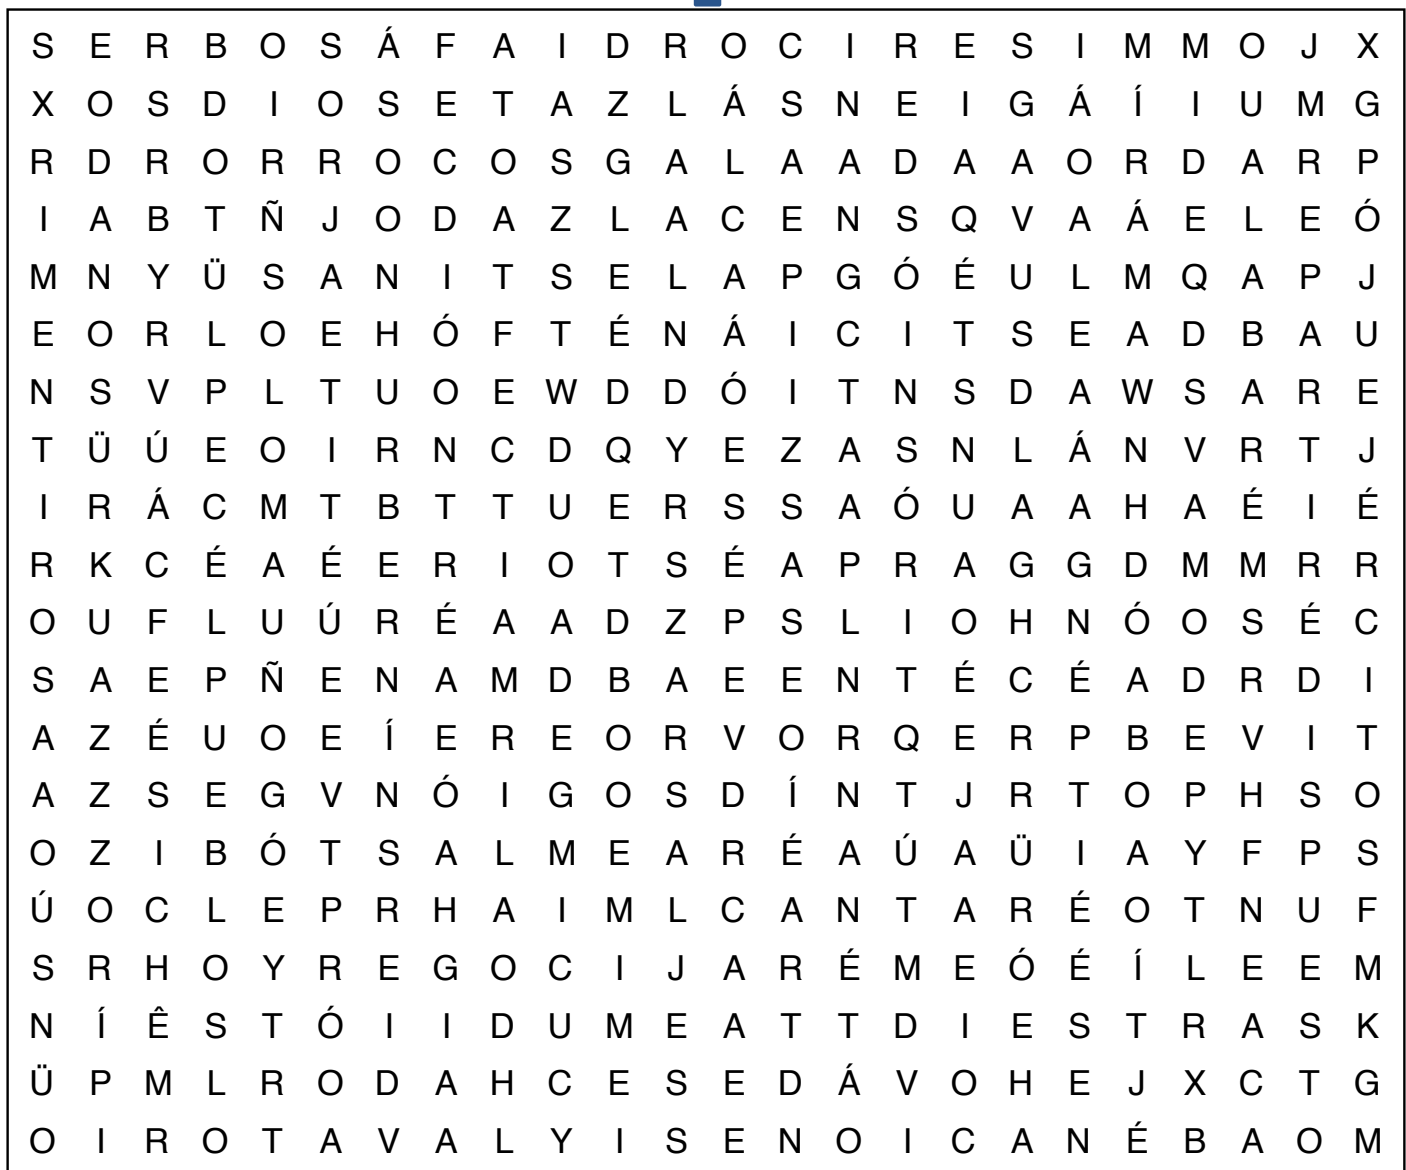 S E R B O S Á F A I D R O C I R E S I M M O J X
X O S D I O S E T A Z L Á S N E I G Á Í I U M G
R D R O R R O C O S G A L A A D A A O R D A R P
I A B T Ñ J O D A Z L A C E N S Q V A Á E L E Ó
M N Y Ü S A N I T S E L A P G Ó É U L M Q A P J
E O R L O E H Ó F T É N Á I C I T S E A D B A U
N S V P L T U O E W D D Ó I T N S D A W S A R E
T Ü Ú E O I R N C D Q Y E Z A S N L Á N V R T J
I R Á C M T B T T U E R S S A Ó U A A H A É I É
R K C É A É E R I O T S É A P R A G G D M M R R
O U F L U Ú R É A A D Z P S L I O H N Ó O S É C
S A E P Ñ E N A M D B A E E N T É C É A D R D I
A Z É U O E Í E R E O R V O R Q E R P B E V I T
A Z S E G V N Ó I G O S D Í N T J R T O P H S O
O Z I B Ó T S A L M E A R É A Ú A Ü I A Y F P S
Ú O C L E P R H A I M L C A N T A R É O T N U F
S R H O Y R E G O C I J A R É M E Ó É Í L E E M
N Í Ê S T Ó I I D U M E A T T D I E S T R A S K
Ü P M L R O D A H C E S E D Á V O H E J X C T G
O I R O T A V A L Y I S E N O I C A N É B A O M